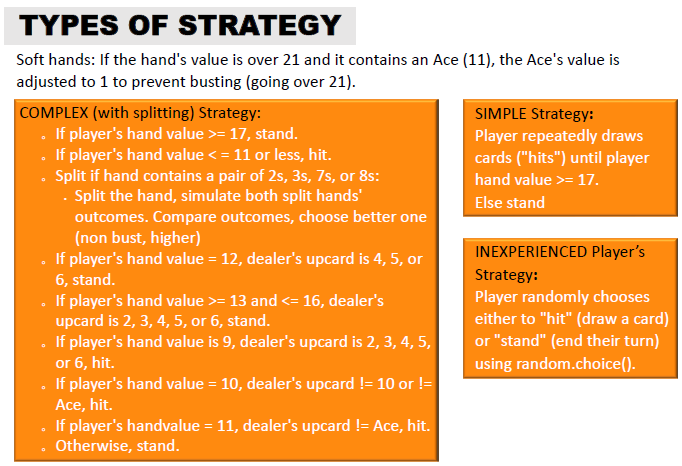 TYPES OF STRATEGY
Soft hands: If the hand's value is over 21 and it contains an Ace (11), the Ace's value is
adjusted to 1 to prevent busting (going over 21).
COMPLEX (with splitting) Strategy:
If player's hand value >= 17, stand.
If player's hand value < = 11 or less, hit.
Split if hand contains a pair of 2s, 3s, 7s, or 8s:
Split the hand, simulate both split hands'
outcomes. Compare outcomes, choose better one
(non bust, higher)
If player's hand value = 12, dealer's upcard is 4, 5, or
6, stand.
If player's hand value >= 13 and <= 16, dealer's
upcard is 2, 3, 4, 5, or 6, stand.
If player's hand value is 9, dealer's upcard is 2, 3, 4, 5,
or 6, hit.
If player's hand value = 10, dealer's upcard != 10 or !=
Ace, hit.
If player's handvalue = 11, dealer's upcard != Ace, hit.
Otherwise, stand.
SIMPLE Strategy:
Player repeatedly draws
cards ("hits") until player
hand value >= 17.
Else stand
INEXPERIENCED Player’s
Strategy:
Player randomly chooses
either to "hit" (draw a card)
or "stand" (end their turn)
using random.choice().